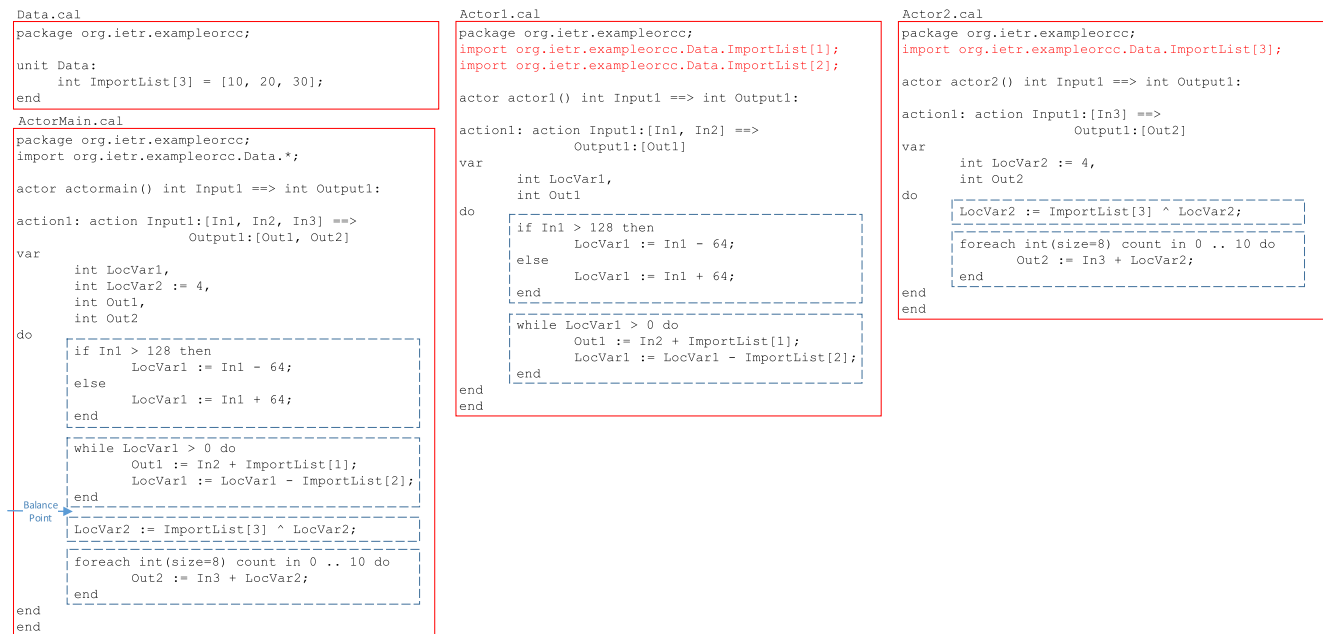 Data.cal
package org.ietr.exampleorcc;
unit Data:
int ImportList[3] = [10, 20, 30];
end
ActorMain.cal
package org.ietr.exampleorcc;
import org.ietr.exampleorcc.Data.*;
actor actormain() int Input1 ==> int Output1:
action1: action Input1:[In1, In2, In3] ==>
Output1:[Out1, Out2]
var
int LocVar1,
int LocVar2 := 4,
int Out1,
int Out2
do
if In1 > 128 then
LocVar1 := In1 - 64;
else
LocVar1 := In1 + 64;
end
while LocVar1 > 0 do
Out1 := In2 + ImportList[1];
LocVar1 := LocVar1 - ImportList[2];
end
Balance
Point
LocVar2 := ImportList[3] ^ LocVar2;
foreach int(size=8) count in 0 .. 10 do
Out2 := In3 + LocVar2;
end
end
end
Actor1.cal
package org.ietr.exampleorcc;
import org.ietr.exampleorcc.Data.ImportList[1];
import org.ietr.exampleorcc.Data.ImportList[2];
actor actor1() int Input1 ==> int Output1:
action1: action Input1:[In1, In2] ==>
Output1:[Out1]
var
int LocVar1,
int Out1
do
if In1 > 128 then
LocVar1 := In1 - 64;
else
LocVar1 := In1 + 64;
end
while LocVar1 > 0 do
Out1 := In2 + ImportList[1];
LocVar1 := LocVar1 - ImportList[2];
end
end
end
Actor2.cal
package org.ietr.exampleorcc;
import org.ietr.exampleorcc.Data.ImportList[3];
actor actor2() int Input1 ==> int Output1:
action1: action Input1:[In3] ==>
Output1:[Out2]
var
int LocVar2 := 4,
int Out2
do
LocVar2 := ImportList[3] ^ LocVar2;
foreach int(size=8) count in 0 .. 10 do
Out2 := In3 + LocVar2;
end
end
end